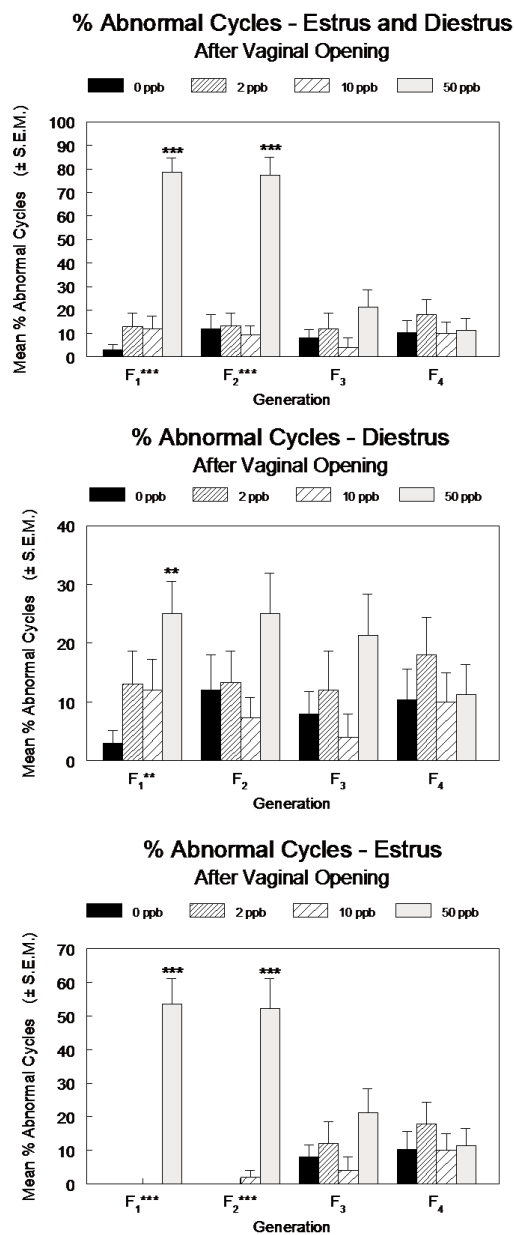 % Abnormal Cycles - Estrus and Diestrus
After Vaginal Opening
0 ppb 2 ppb 10 ppb 50 ppb
Mean % Abnormal Cycles (± S.E.M.)
100
90
80
70
60
50
40
30
20
10
0
*** ***
F1*** F2*** F3 F4
Generation
% Abnormal Cycles - Diestrus
After Vaginal Opening
0 ppb 2 ppb 10 ppb 50 ppb
Mean % Abnormal Cycles (± S.E.M.)
40
30
20
10
0
**
F1** F2 F3 F4
Generation
% Abnormal Cycles - Estrus
After Vaginal Opening
0 ppb 2 ppb 10 ppb 50 ppb
Mean % Abnormal Cycles (± S.E.M.)
70
60
50
40
30
20
10
0
*** ***
F1*** F2*** F3 F4
Generation